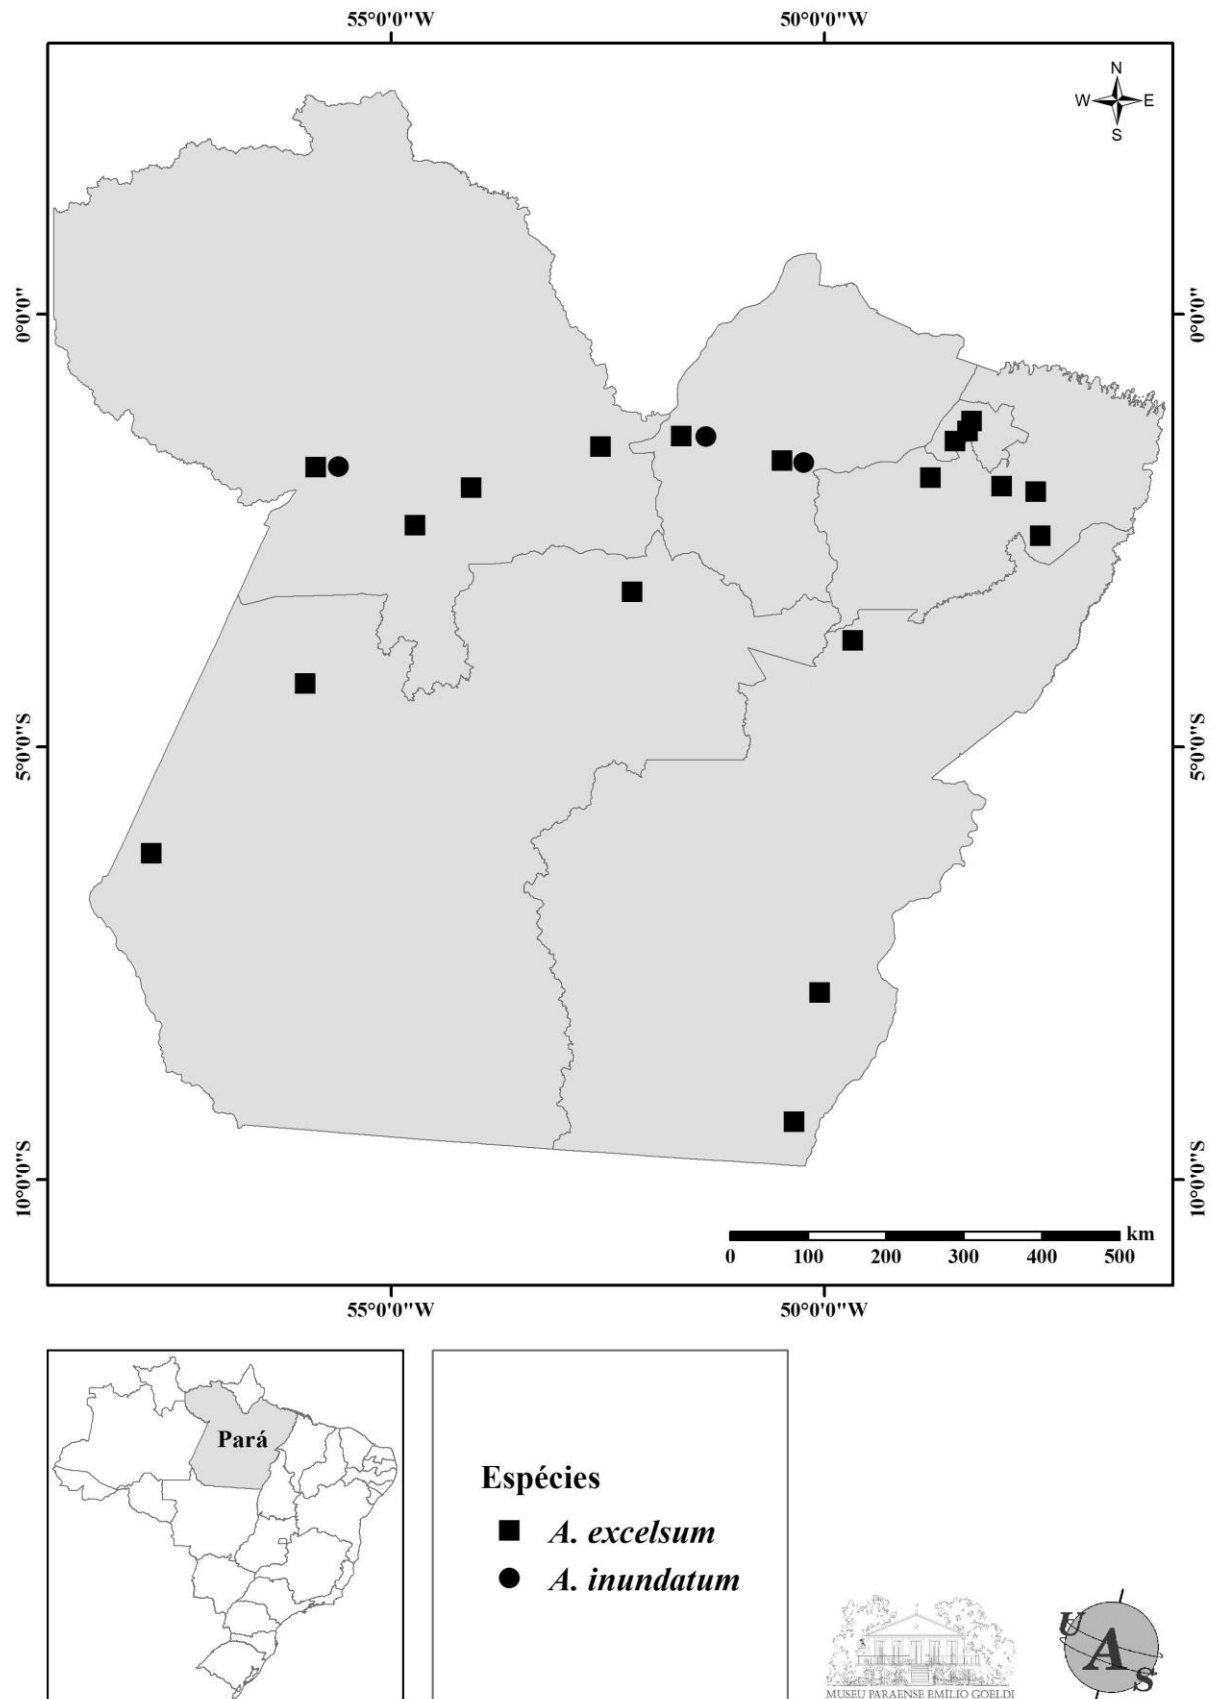 55°0'0"W 50°0'0"W
N
W E
S
0°0'0" 0°0'0"
5°0'0"S 5°0'0"S
10°0'0"S 10°0'0"S
km
0 100 200 300 400 500
55°0'0"W 50°0'0"W
Pará
Espécies
A. excelsum
A. inundatum
MUSEU PARAENSE EMÍLIO GOELDI
U
A
S